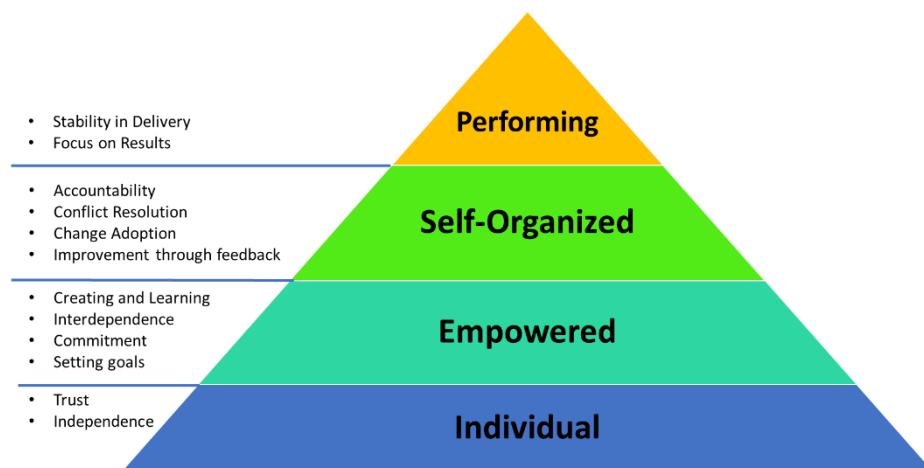 • Stability in Delivery
• Focus on Results
Performing
• Accountability
• Conflict Resolution
• Change Adoption
• Improvement through feedback
Self-Organized
• Creating and Learning
• Interdependence
• Commitment
• Setting goals
Empowered
• Trust
• Independence
Individual